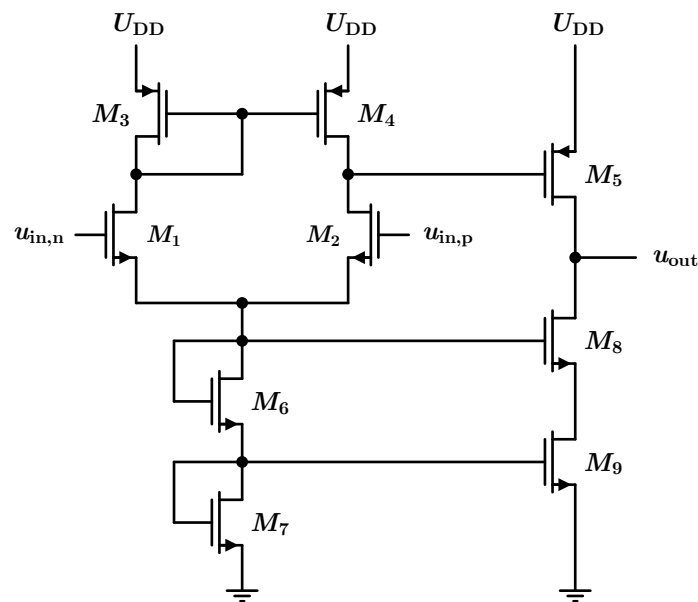 U_DD U_DD U_DD
M_3 M_4
M_5
u_in,n M_1 M_2 u_in,p
u_out
M_8
M_6
M_9
M_7